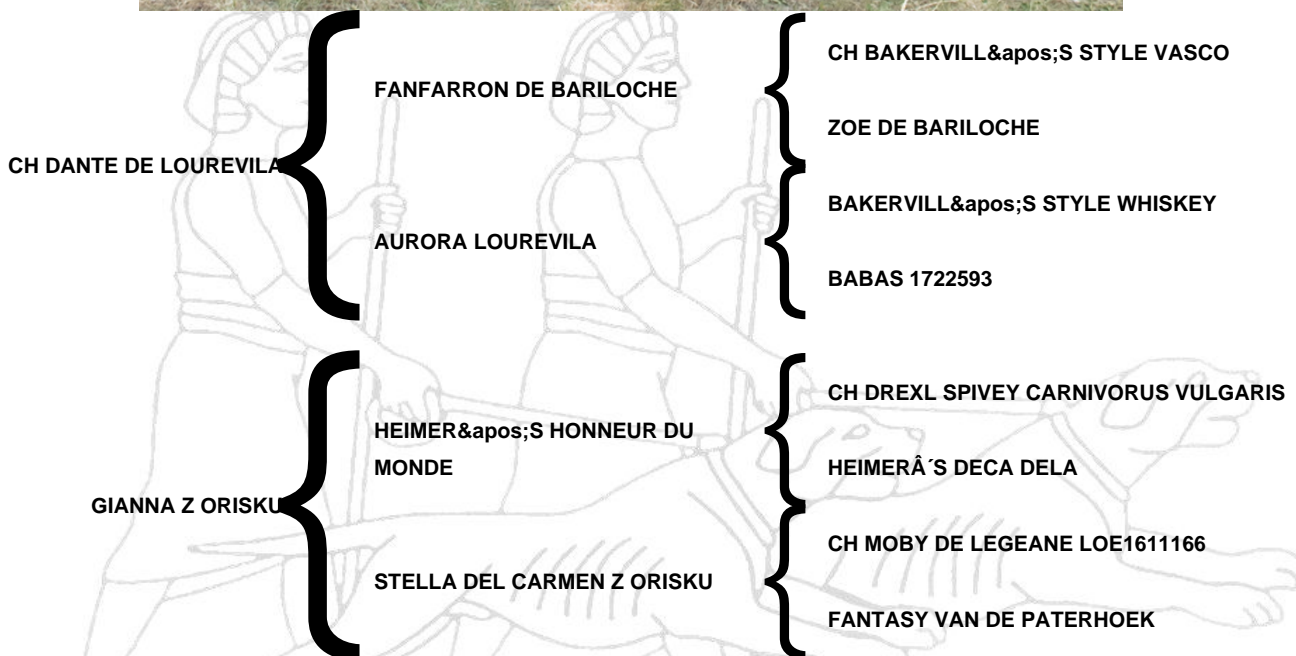 CH BAKERVILL&apos;S STYLE VASCO
FANFARRON DE BARILOCHE
ZOE DE BARILOCHE
CH DANTE DE LOUREVILA
BAKERVILL&apos;S STYLE WHISKEY
AURORA LOUREVILA
BABAS 1722593
CH DREXL SPIVEY CARNIVORUS VULGARIS
HEIMER&apos;S HONNEUR DU
MONDE
HEIMERÂ´S DECA DELA
GIANNA Z ORISKU
CH MOBY DE LEGEANE LOE1611166
STELLA DEL CARMEN Z ORISKU
FANTASY VAN DE PATERHOEK